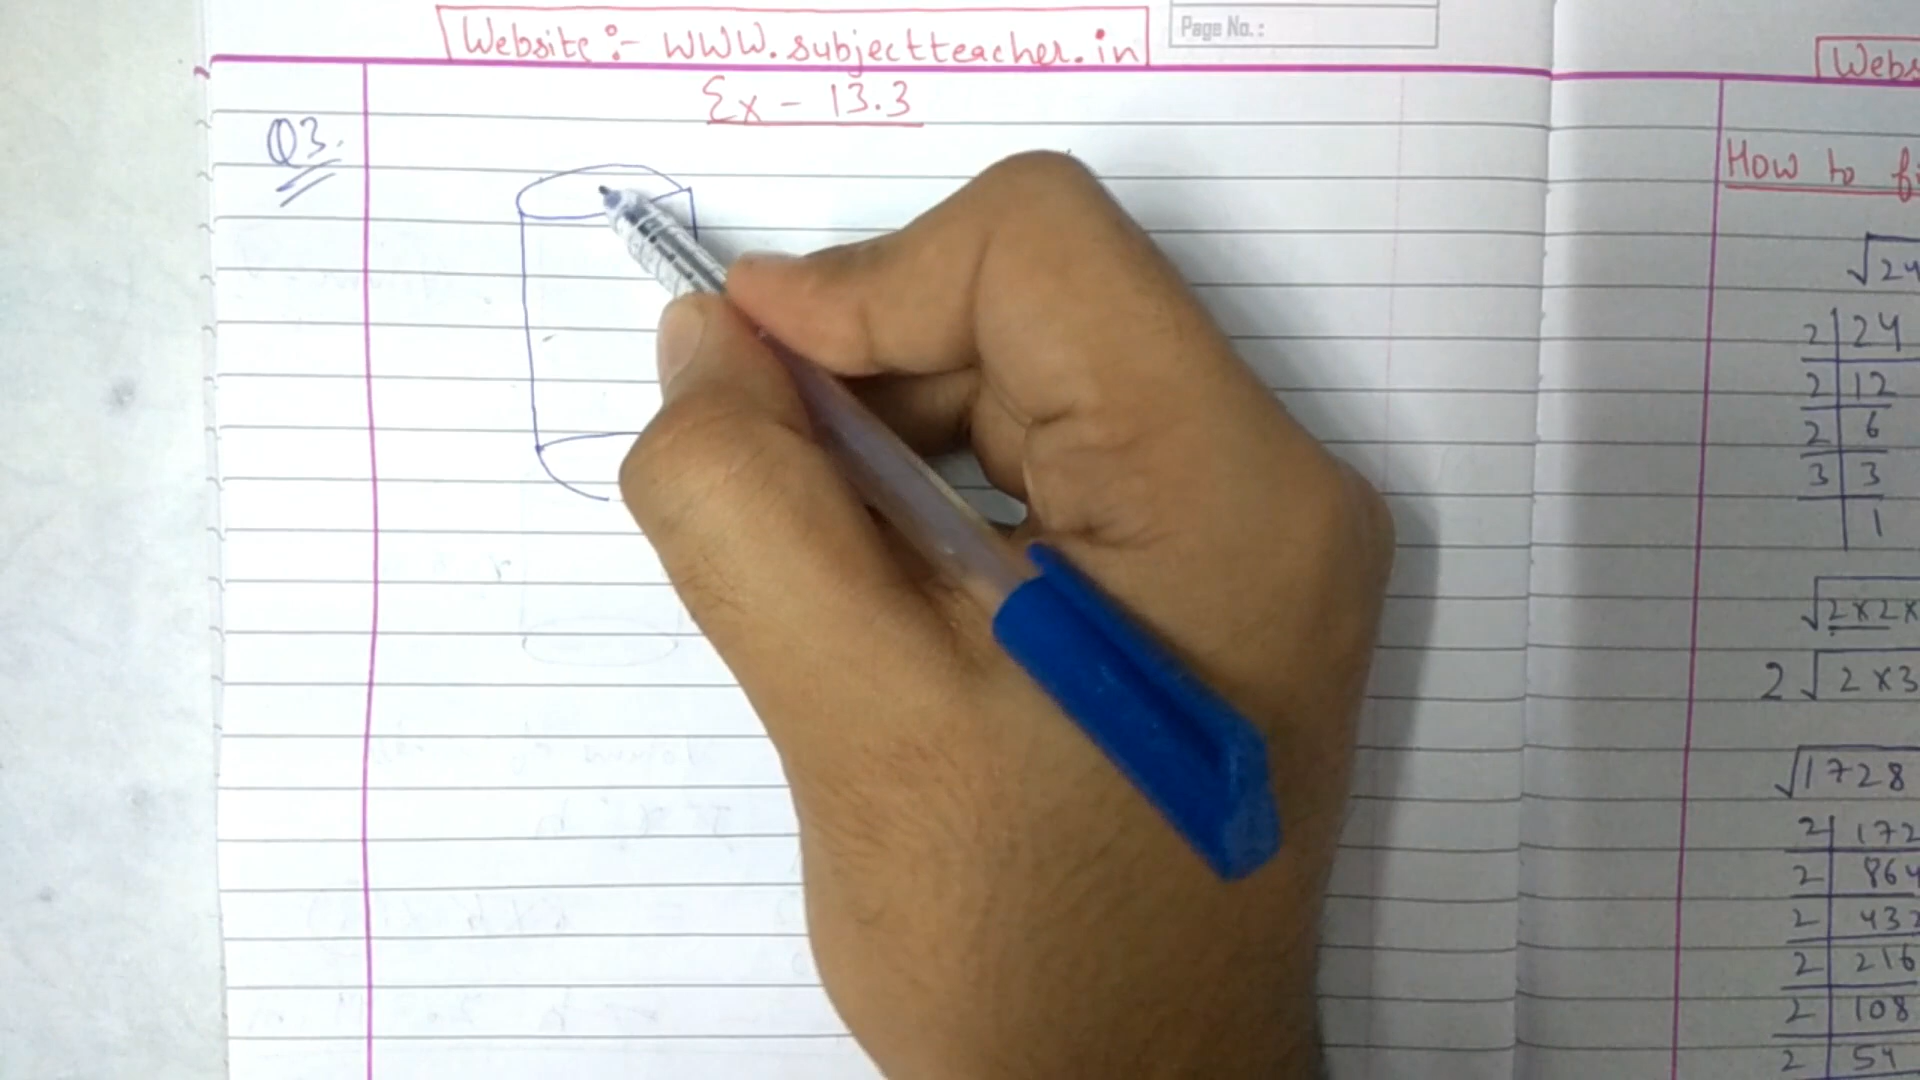 Website :- WWW.subjectteacher.in
Page No. :
Ex - 13.3
Q3.
Webs
How to fi
√24
2 24
2 12
2 6
3 3
1
√2×2×
2 √2×3
√1728
2 172
2 864
2 432
2 216
2 108
2 54